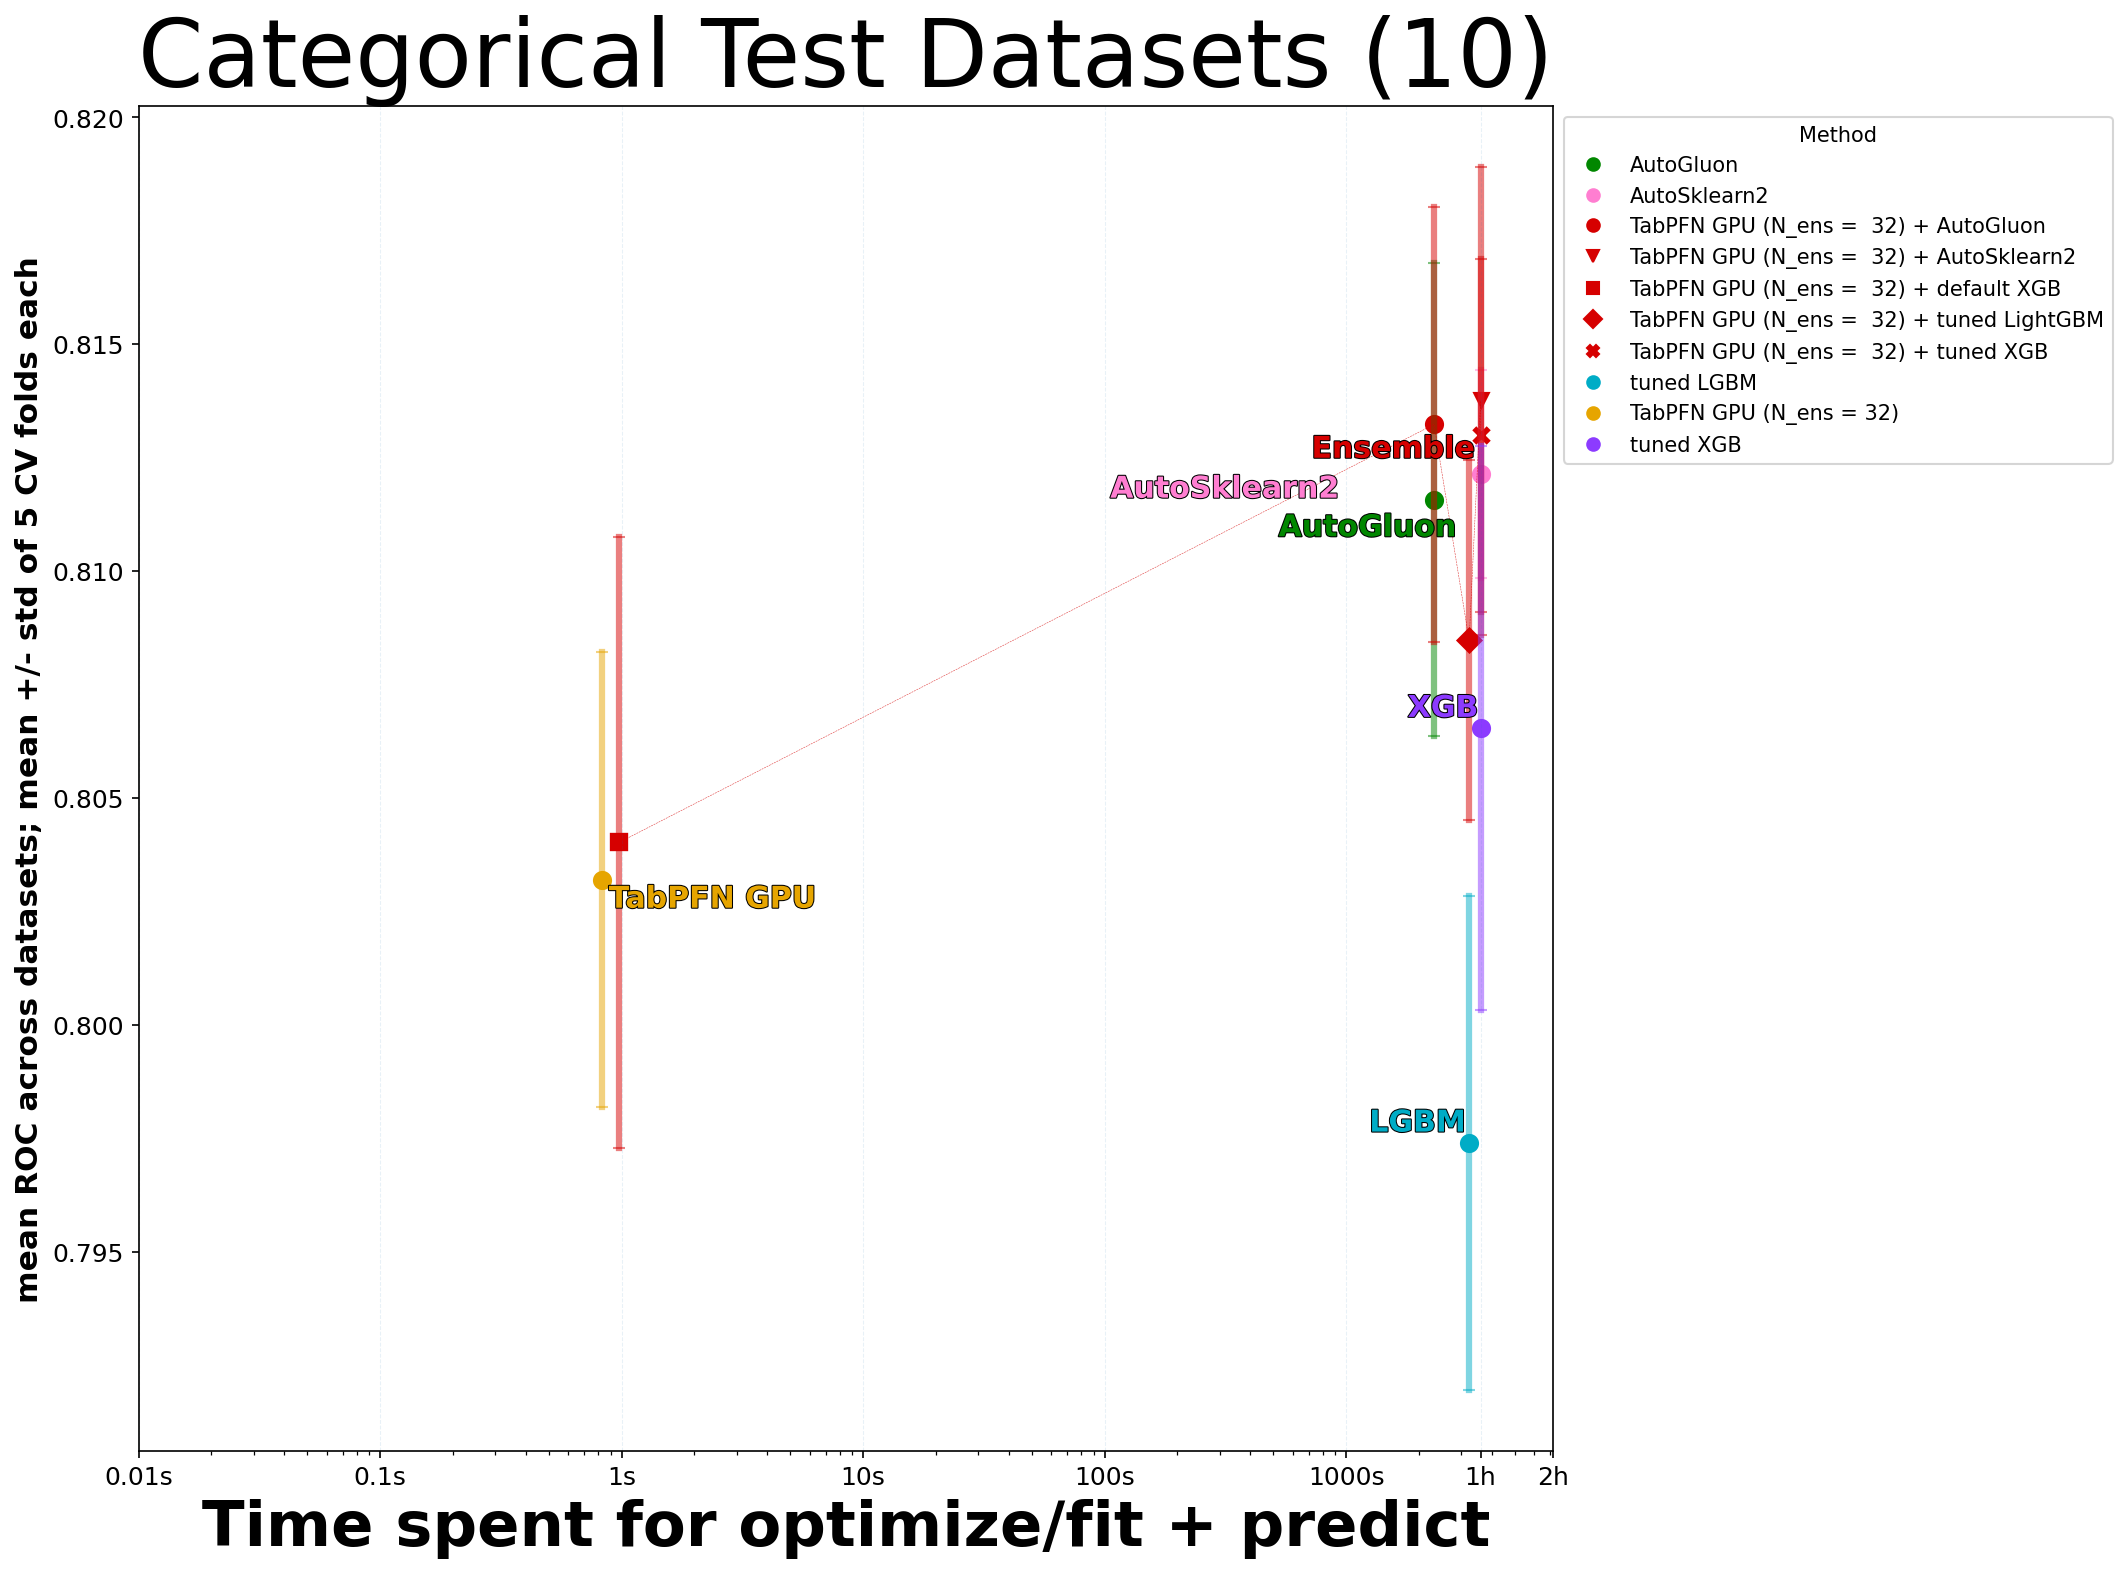 Categorical Test Datasets (10)
mean ROC across datasets; mean +/- std of 5 CV folds each
0.820
0.815
0.810
0.805
0.800
0.795
Ensemble
AutoSklearn2
AutoGluon
XGB
TabPFN GPU
LGBM
0.01s
0.1s
1s
10s
100s
1000s
1h
2h
Time spent for optimize/fit + predict
Method
AutoGluon
AutoSklearn2
TabPFN GPU (N_ens =  32) + AutoGluon
TabPFN GPU (N_ens =  32) + AutoSklearn2
TabPFN GPU (N_ens =  32) + default XGB
TabPFN GPU (N_ens =  32) + tuned LightGBM
TabPFN GPU (N_ens =  32) + tuned XGB
tuned LGBM
TabPFN GPU (N_ens = 32)
tuned XGB